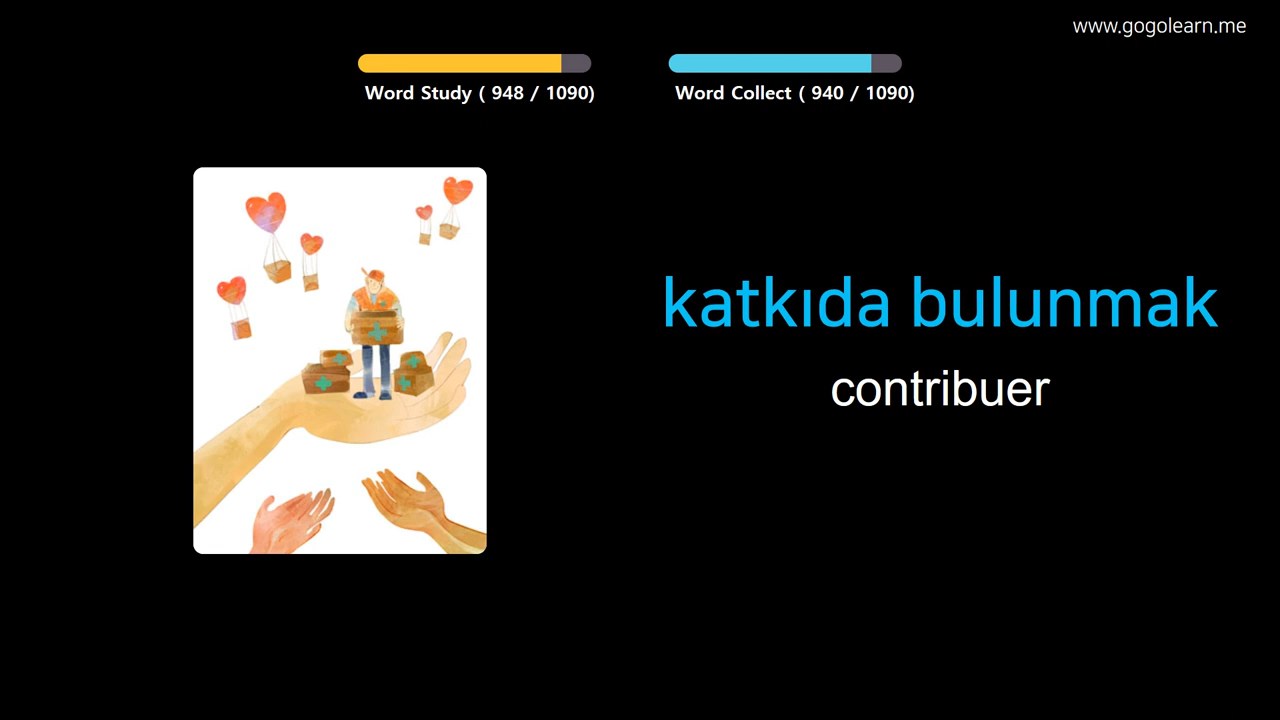 www.gogolearn.me
Word Study ( 948 / 1090)
Word Collect ( 940 / 1090)
katkıda bulunmak
contribuer